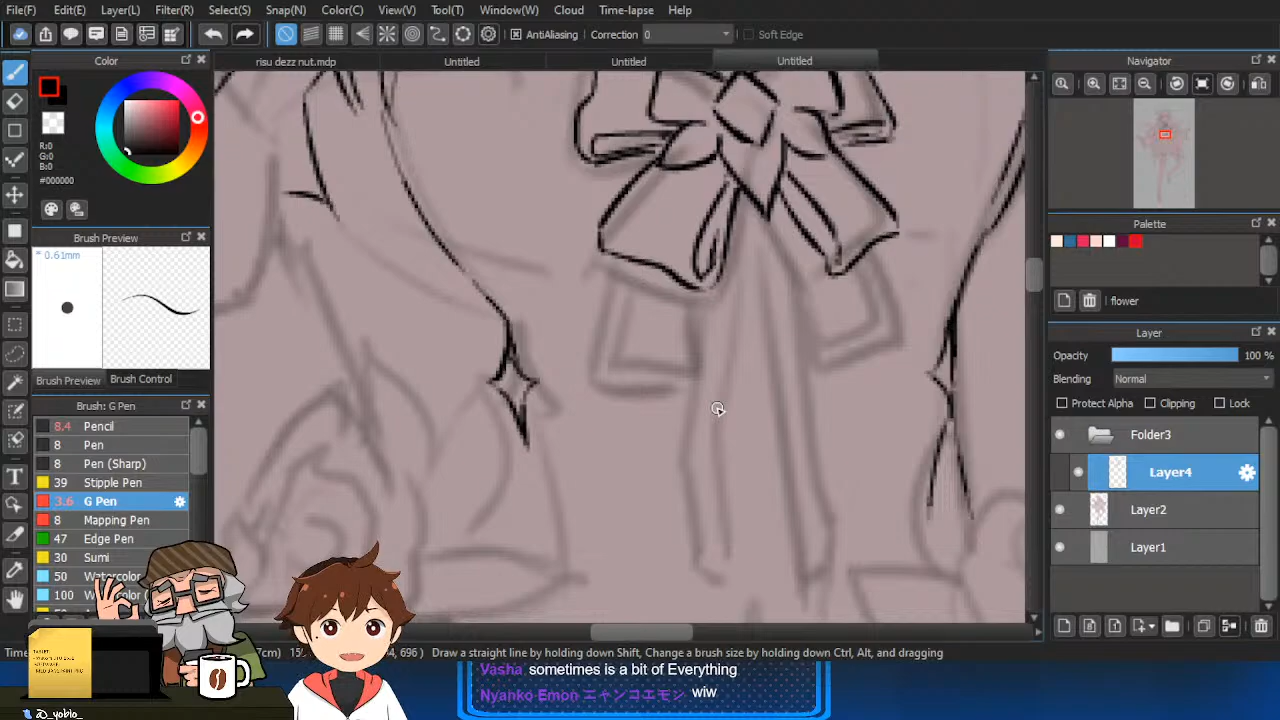 File(F) Edit(E) Layer(L) Filter(R) Select(S) Snap(N) Color(C) View(V) Tool(T) Window(W) Cloud Time-lapse Help
AntiAliasing Correction 0 Soft Edge
Color
risu dezz nut.mdp Untitled Untitled Untitled
Navigator
R:0
G:0
B:0
#000000
Brush Preview
* 0.61mm
Brush Preview Brush Control
Brush: G Pen
8.4 Pencil
8 Pen
8 Pen (Sharp)
39 Stipple Pen
3.6 G Pen
8 Mapping Pen
47 Edge Pen
30 Sumi
50 Watercolor
100
Palette
flower
Layer
Opacity 100 %
Blending Normal
Protect Alpha Clipping Lock
Folder3
Layer4
Layer2
Layer1
Draw a straight line by holding down Shift, Change a brush size by holding down Ctrl, Alt, and dragging
Vasha sometimes is a bit of Everything
Nyanko Emon ニャンコエモン wiw